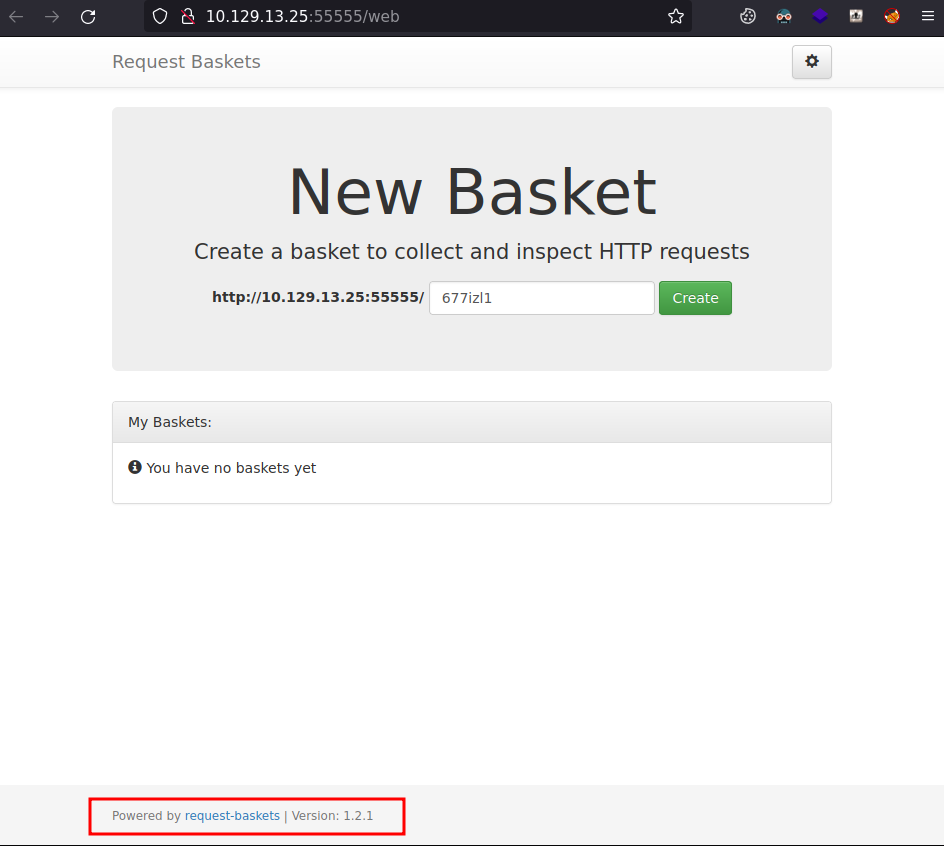 10.129.13.25:55555/web
Request Baskets
New Basket
Create a basket to collect and inspect HTTP requests
http://10.129.13.25:55555/ 677izl1 Create
My Baskets:
You have no baskets yet
Powered by request-baskets | Version: 1.2.1